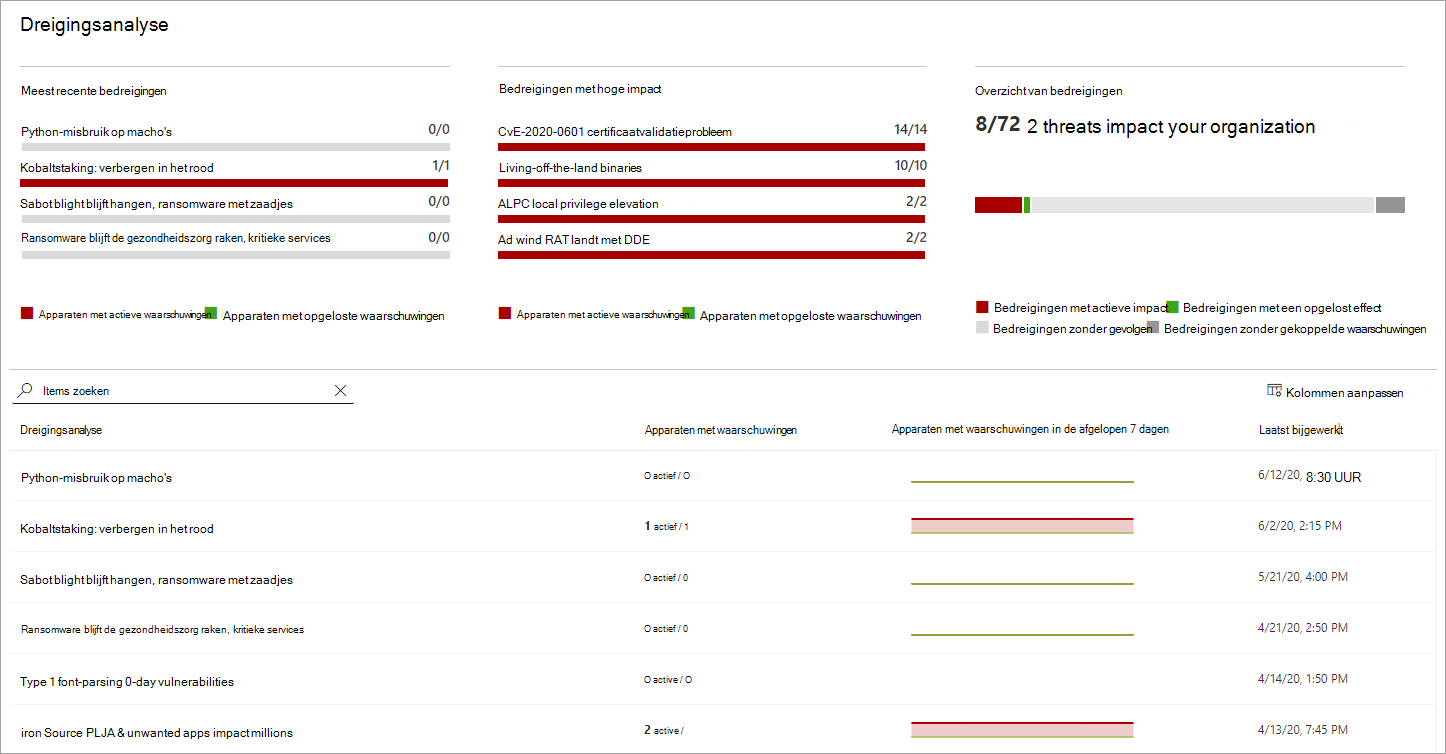 Dreigingsanalyse
Meest recente bedreigingen
Python-misbruik op macho's 0/0
Kobaltstaking: verbergen in het rood 1/1
Sabot blight blijft hangen, ransomware met zaadjes 0/0
Ransomware blijft de gezondheidszorg raken, kritieke services 0/0
Apparaten met actieve waarschuwingen Apparaten met opgeloste waarschuwingen
Bedreigingen met hoge impact
CvE-2020-0601 certificaatvalidatieprobleem 14/14
Living-off-the-land binaries 10/10
ALPC local privilege elevation 2/2
Ad wind RAT landt met DDE 2/2
Apparaten met actieve waarschuwingen Apparaten met opgeloste waarschuwingen
Overzicht van bedreigingen
8/72 2 threats impact your organization
Bedreigingen met actieve impact Bedreigingen met een opgelost effect
Bedreigingen zonder gevolgen Bedreigingen zonder gekoppelde waarschuwingen
Items zoeken
Kolommen aanpassen
Dreigingsanalyse Apparaten met waarschuwingen Apparaten met waarschuwingen in de afgelopen 7 dagen Laatst bijgewerkt
Python-misbruik op macho's O actief / O 6/12/20, 8:30 UUR
Kobaltstaking: verbergen in het rood 1 actief / 1 6/2/20, 2:15 PM
Sabot blight blijft hangen, ransomware met zaadjes O actief / 0 5/21/20, 4:00 PM
Ransomware blijft de gezondheidszorg raken, kritieke services O actief / 0 4/21/20, 2:50 PM
Type 1 font-parsing 0-day vulnerabilities O active / O 4/14/20, 1:50 PM
iron Source PLJA & unwanted apps impact millions 2 active / 4/13/20, 7:45 PM